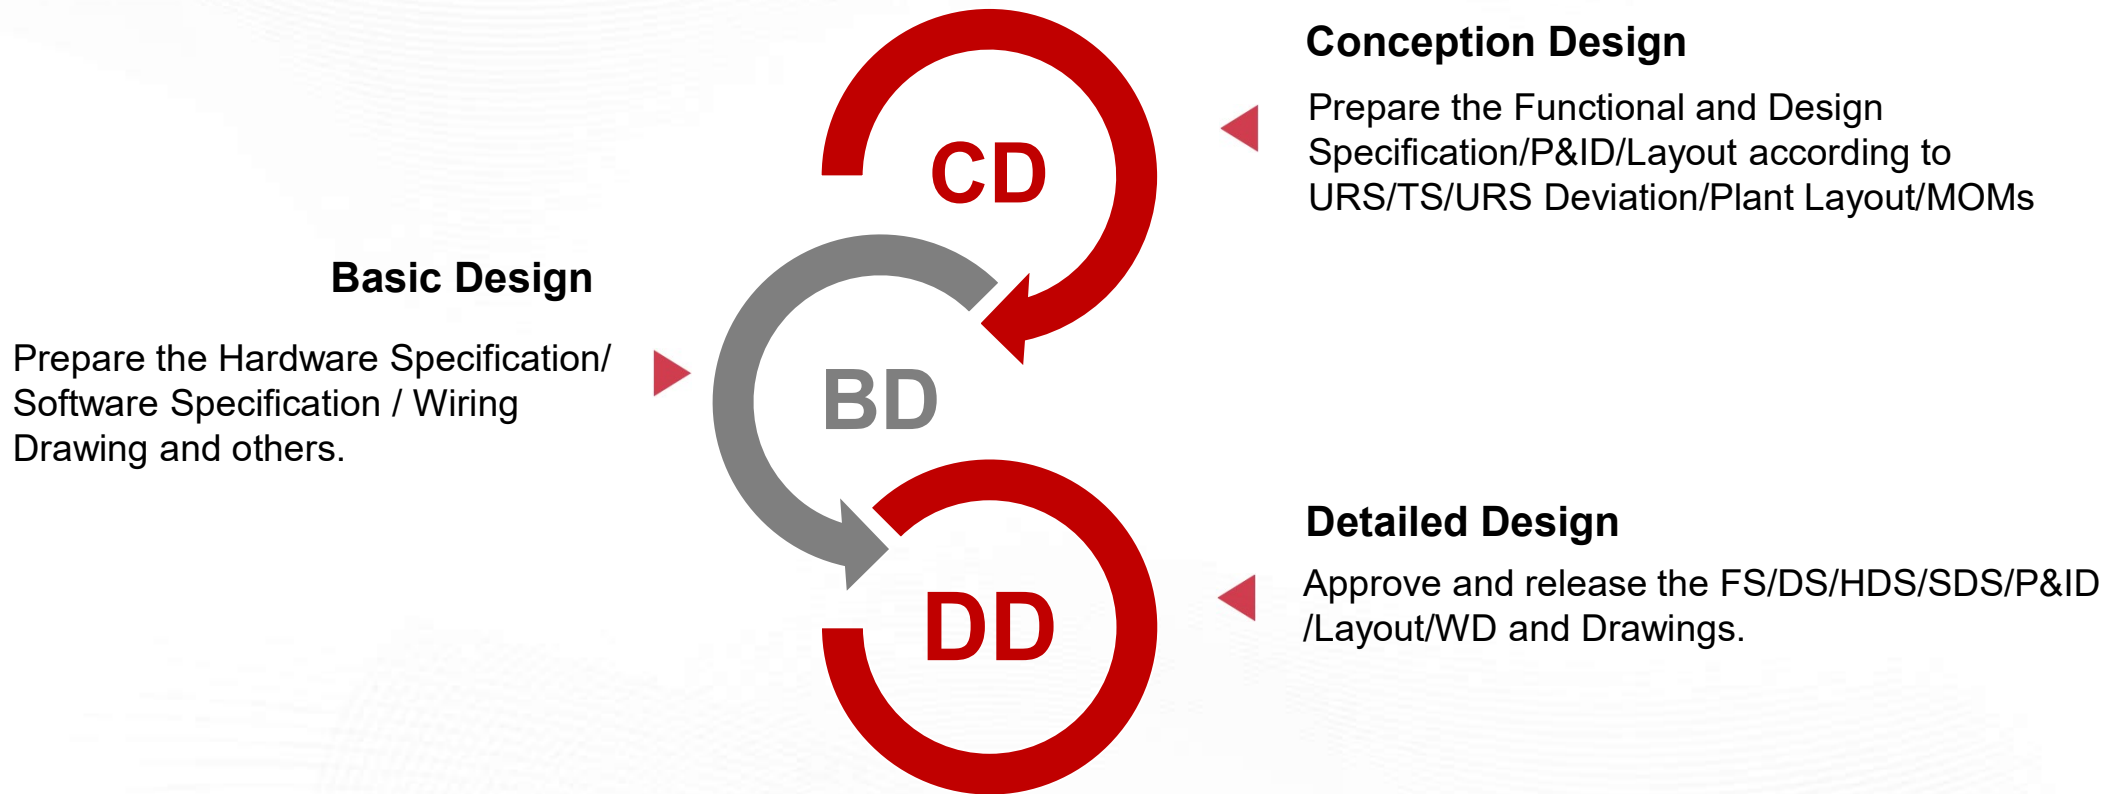 Conception Design
Prepare the Functional and Design
Specification/P&ID/Layout according to
URS/TS/URS Deviation/Plant Layout/MOMs
CD
Basic Design
Prepare the Hardware Specification/
Software Specification / Wiring
Drawing and others.
BD
Detailed Design
Approve and release the FS/DS/HDS/SDS/P&ID
/Layout/WD and Drawings.
DD